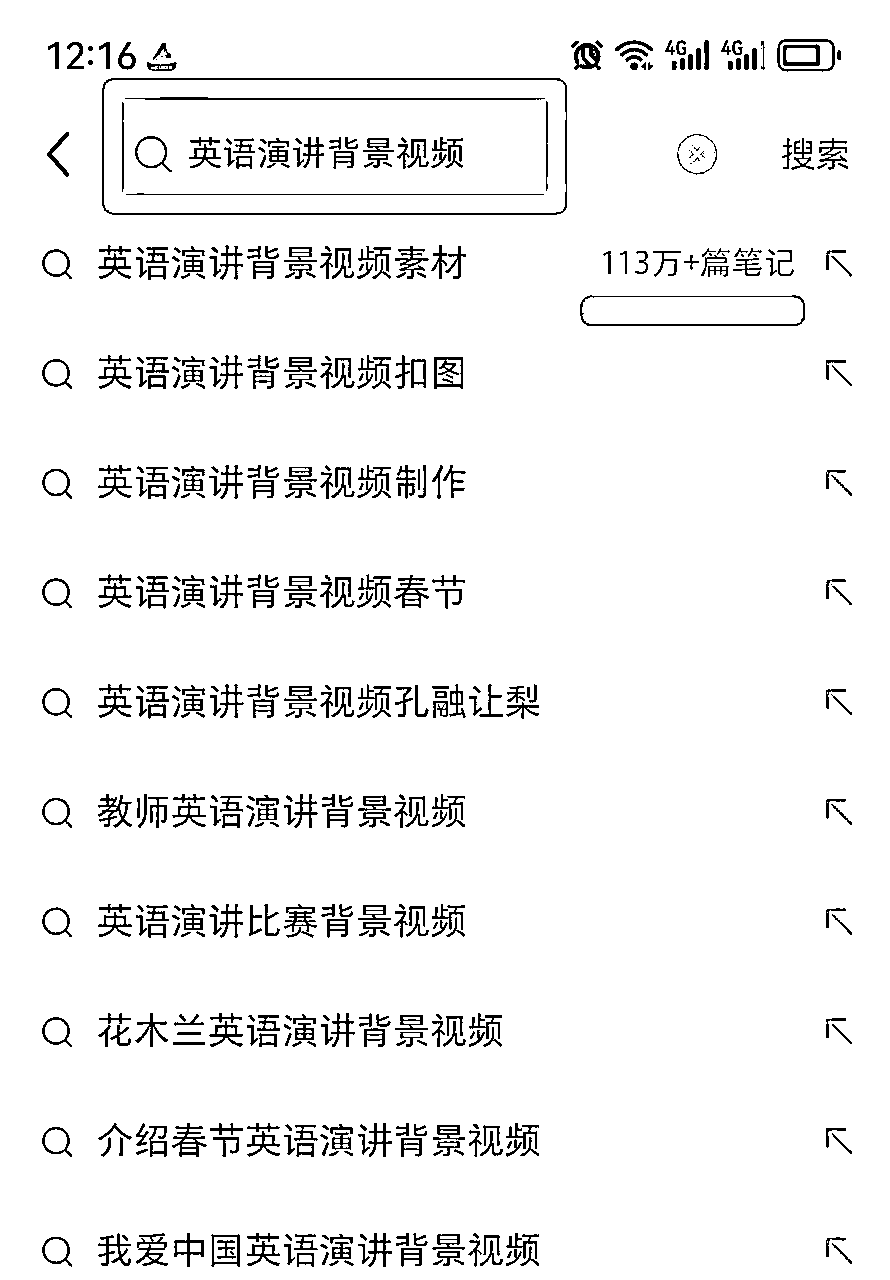 12:16 4G 4G
英语演讲背景视频 搜索
英语演讲背景视频素材 113万+篇笔记
英语演讲背景视频扣图
英语演讲背景视频制作
英语演讲背景视频春节
英语演讲背景视频孔融让梨
教师英语演讲背景视频
英语演讲比赛背景视频
花木兰英语演讲背景视频
介绍春节英语演讲背景视频
我爱中国英语演讲背景视频